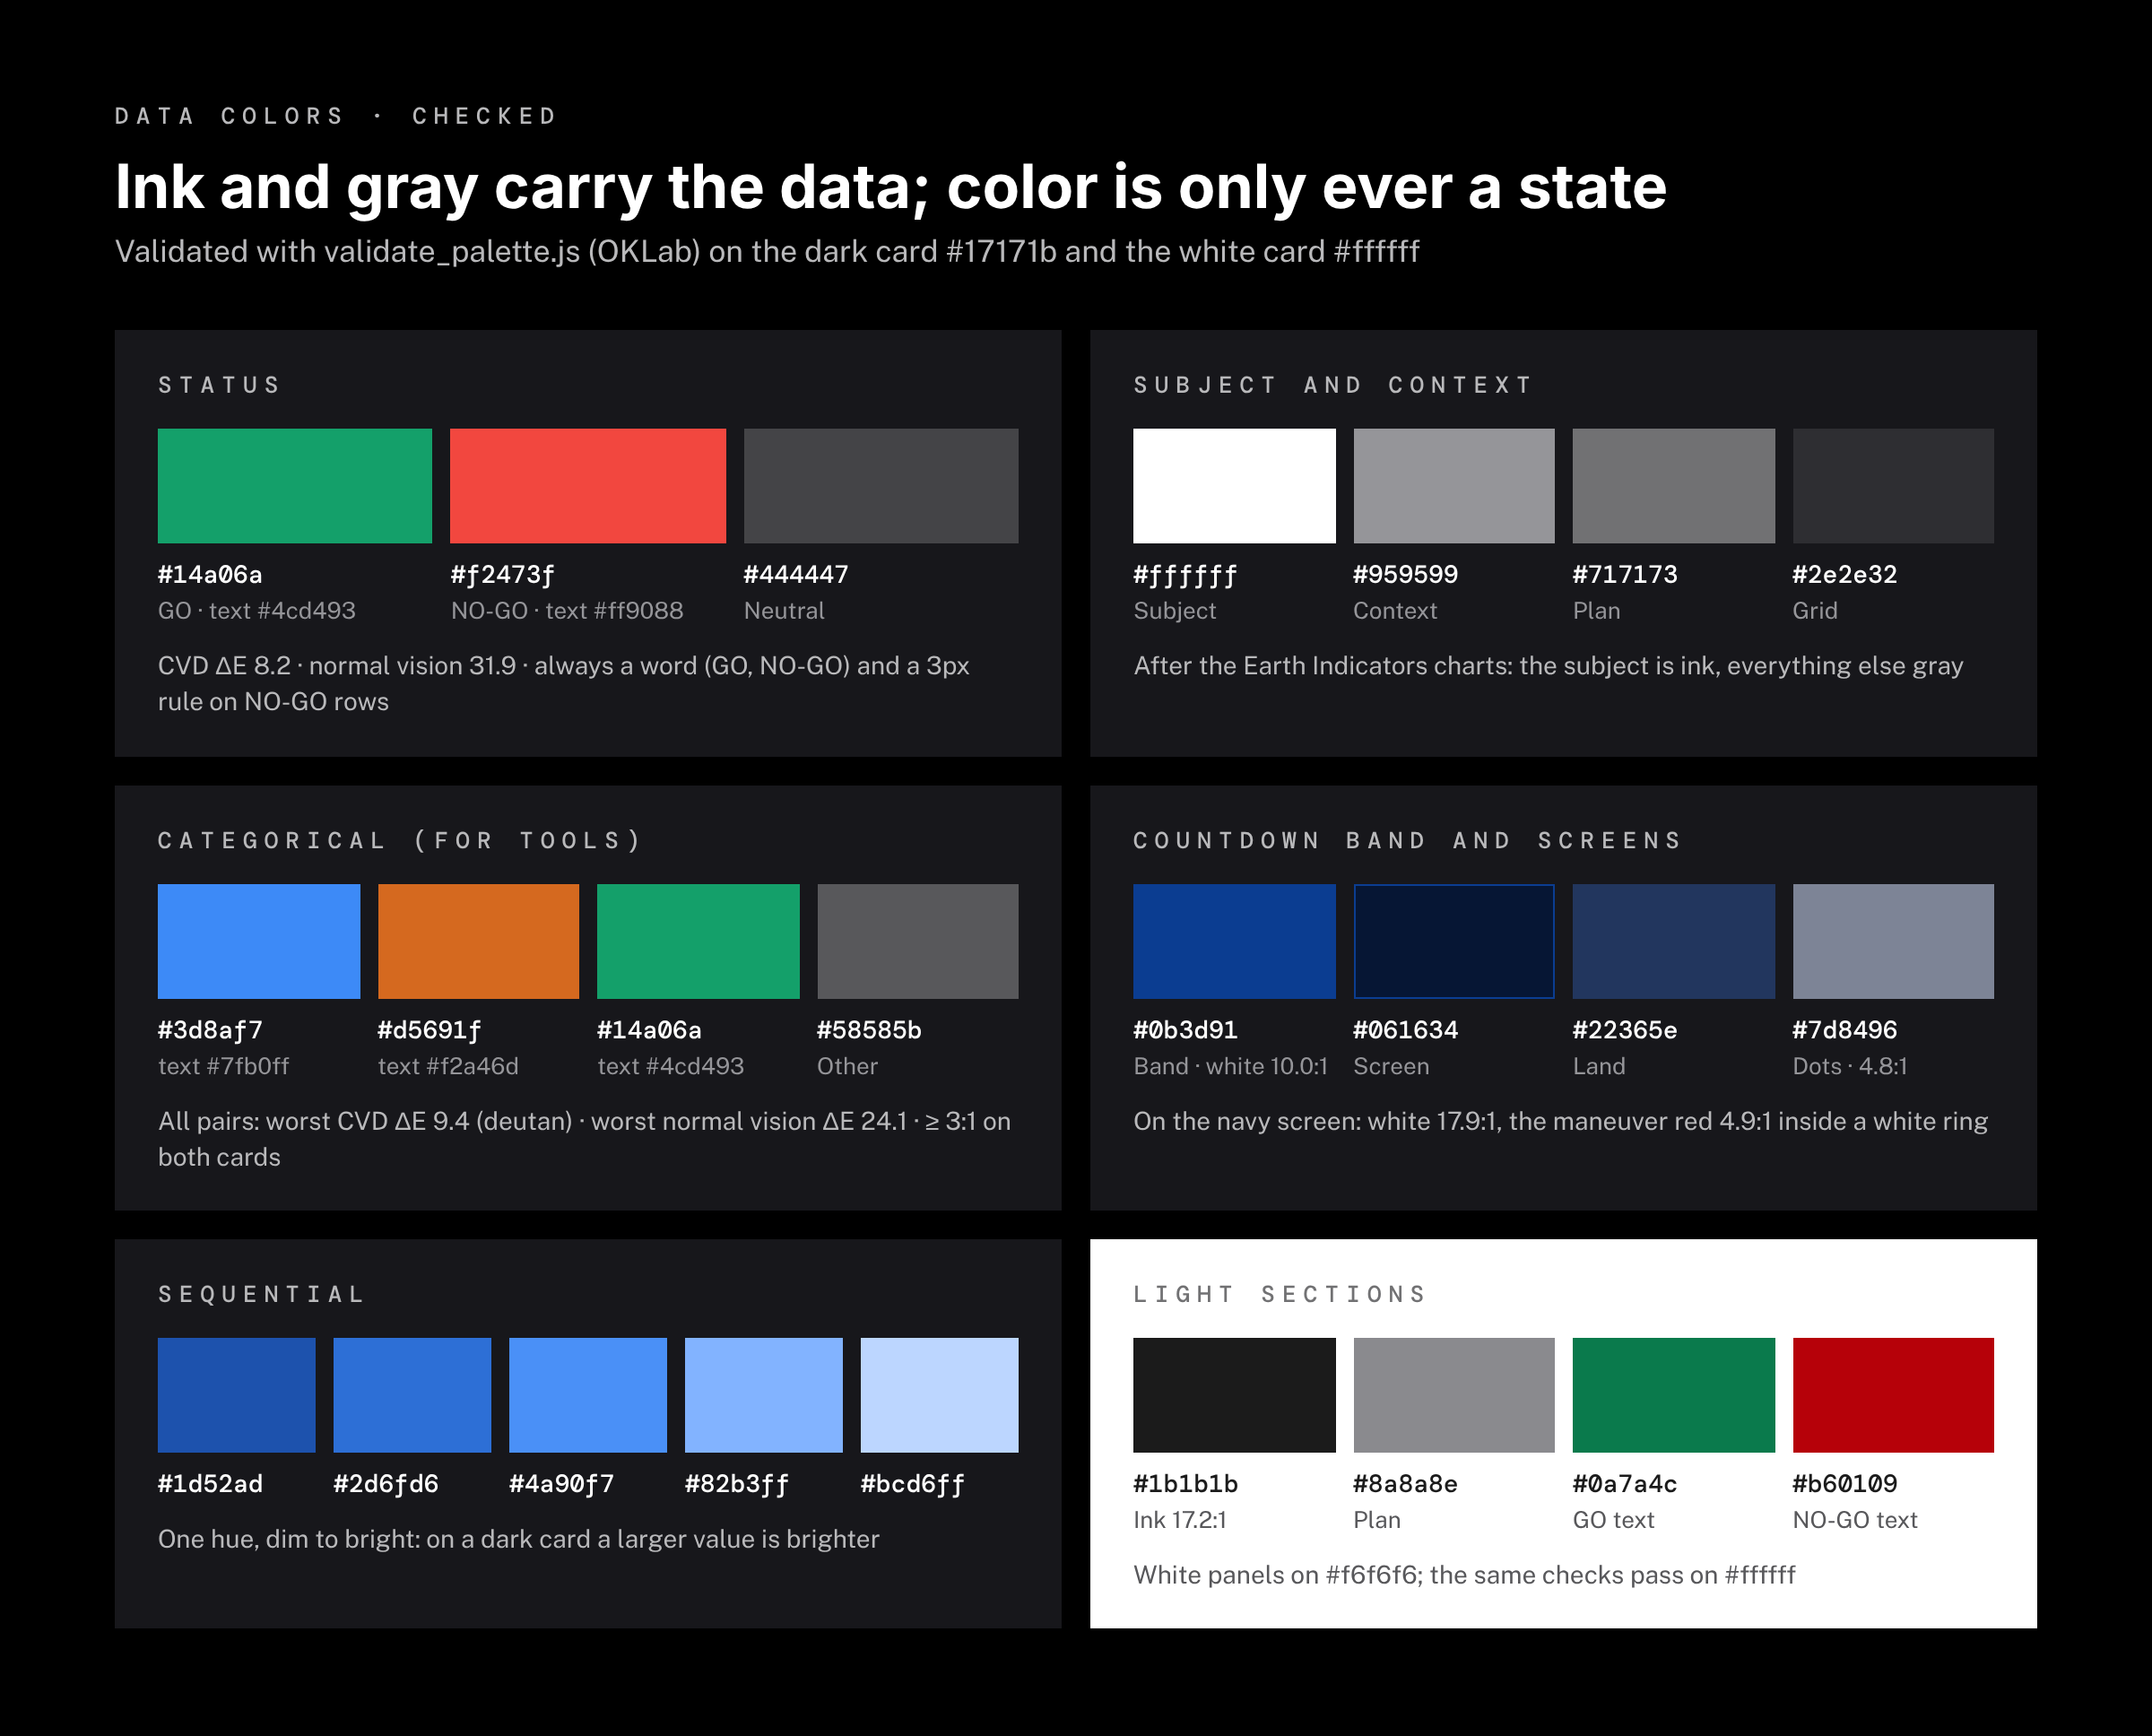 DATA COLORS · CHECKED
Ink and gray carry the data; color is only ever a state
Validated with validate_palette.js (OKLab) on the dark card #17171b and the white card #ffffff
STATUS
#14a06a
GO · text #4cd493
#f2473f
NO-GO · text #ff9088
#444447
Neutral
CVD ΔE 8.2 · normal vision 31.9 · always a word (GO, NO-GO) and a 3px
rule on NO-GO rows
SUBJECT AND CONTEXT
#ffffff
Subject
#959599
Context
#717173
Plan
#2e2e32
Grid
After the Earth Indicators charts: the subject is ink, everything else gray
CATEGORICAL (FOR TOOLS)
#3d8af7
text #7fb0ff
#d5691f
text #f2a46d
#14a06a
text #4cd493
#58585b
Other
All pairs: worst CVD ΔE 9.4 (deutan) · worst normal vision ΔE 24.1 · ≥ 3:1 on
both cards
COUNTDOWN BAND AND SCREENS
#0b3d91
Band · white 10.0:1
#061634
Screen
#22365e
Land
#7d8496
Dots · 4.8:1
On the navy screen: white 17.9:1, the maneuver red 4.9:1 inside a white ring
SEQUENTIAL
#1d52ad
#2d6fd6
#4a90f7
#82b3ff
#bcd6ff
One hue, dim to bright: on a dark card a larger value is brighter
LIGHT SECTIONS
#1b1b1b
Ink 17.2:1
#8a8a8e
Plan
#0a7a4c
GO text
#b60109
NO-GO text
White panels on #f6f6f6; the same checks pass on #ffffff